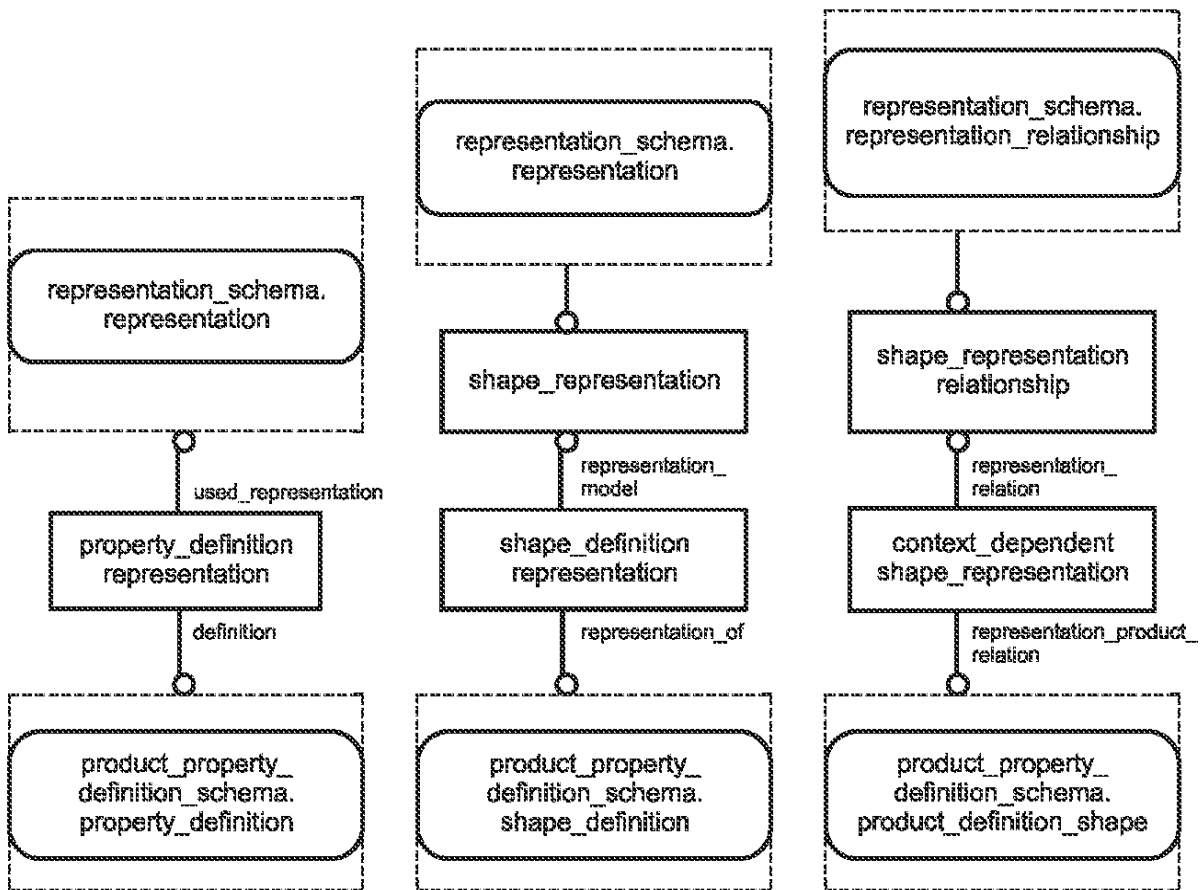 representation_schema.
representation
used_representation
property_definition
representation
definition
product_property_
definition_schema.
property_definition
representation_schema.
representation
shape_representation
representation_
model
shape_definition
representation
representation_of
product_property_
definition_schema.
shape_definition
representation_schema.
representation_relationship
shape_representation
relationship
representation_
relation
context_dependent
shape_representation
representation_product_
relation
product_property_
definition_schema.
product_definition_shape